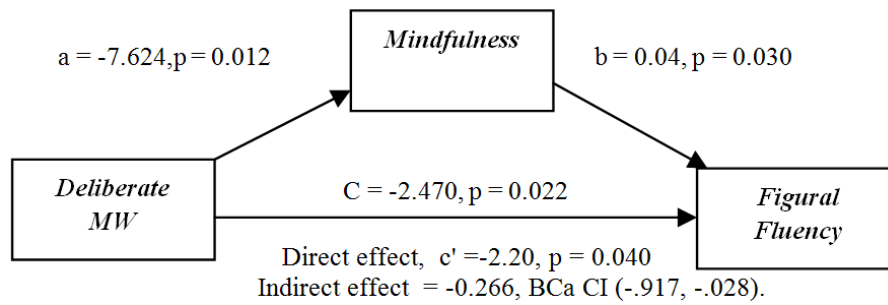 Mindfulness
a = -7.624,p = 0.012
b = 0.04, p = 0.030
Deliberate
MW
C = -2.470, p = 0.022
Figural
Fluency
Direct effect,  c' =-2.20, p = 0.040
Indirect effect  = -0.266, BCa CI (-.917, -.028).